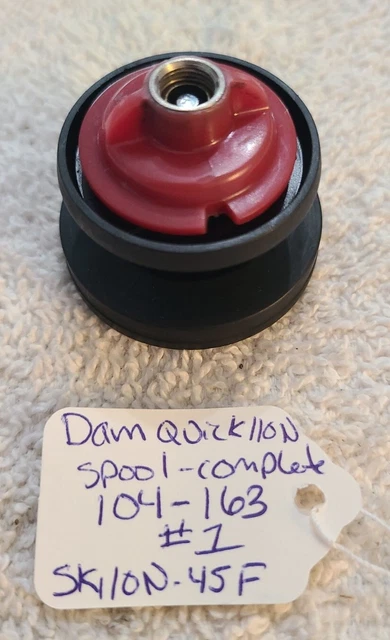 Dam Quick110N
spool-complete
104-163
#1
SK110N-45F